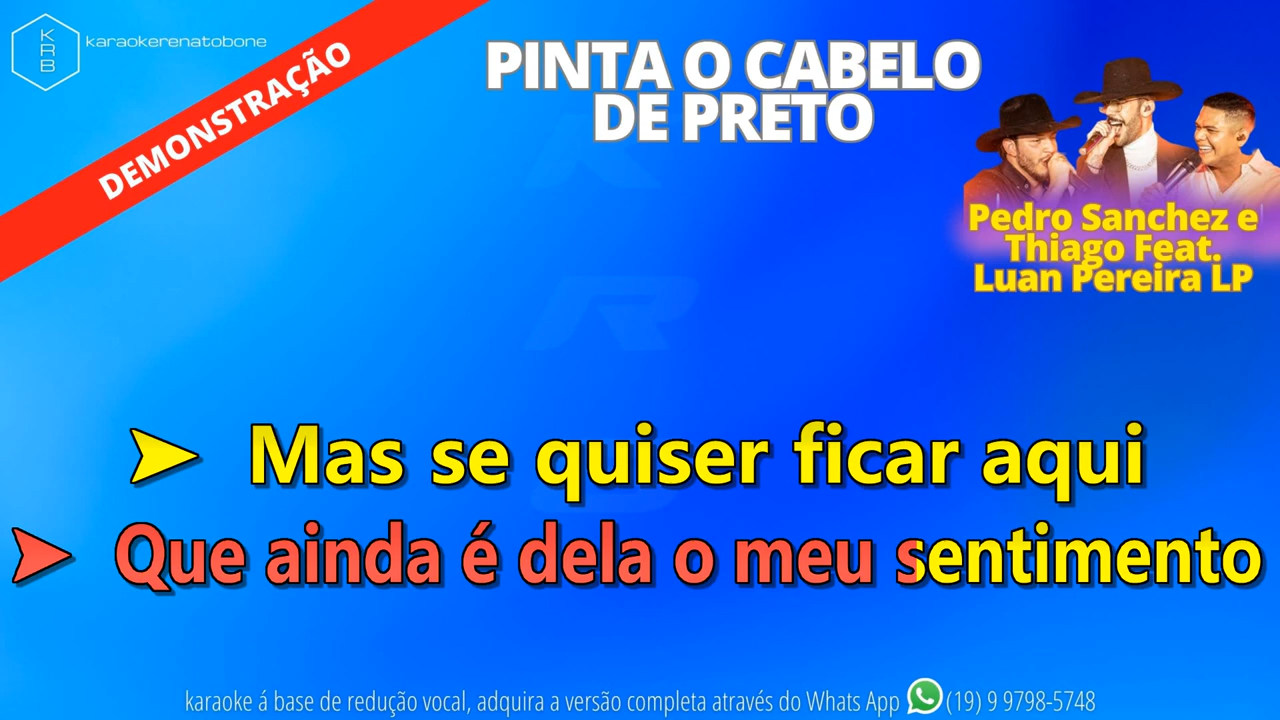 KRB
karaokerenatobone
DEMONSTRAÇÃO
PINTA O CABELO
DE PRETO
Pedro Sanchez e
Thiago Feat.
Luan Pereira LP
➤ Mas se quiser ficar aqui
➤ Que ainda é dela o meu sentimento
karaoke á base de redução vocal, adquira a versão completa através do Whats App (19) 9 9798-5748